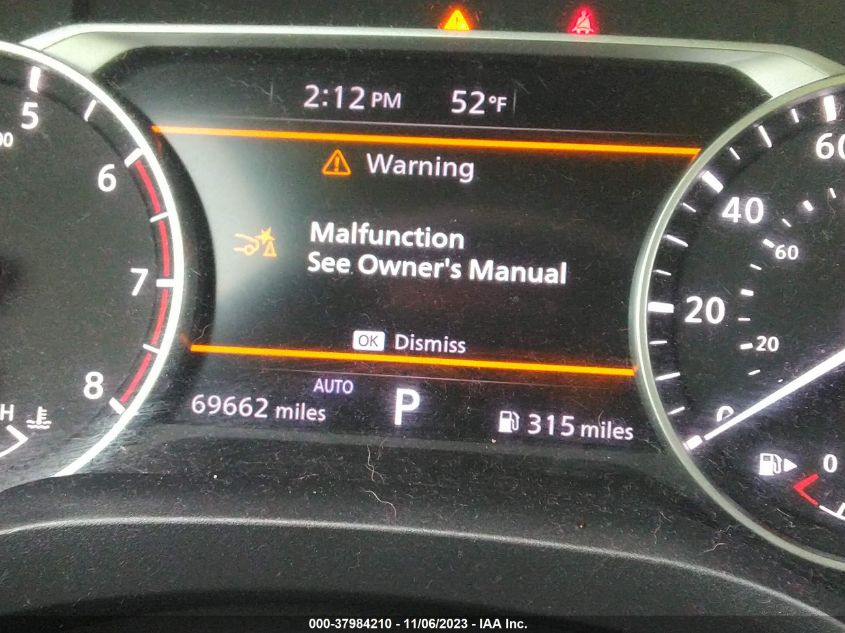 2:12 PM 52°F
Warning
Malfunction
See Owner's Manual
OK Dismiss
AUTO
69662 miles P 315 miles
5
6
7
8
H
60
40
60
20
20
0
0
000-37984210 - 11/06/2023 - IAA Inc.